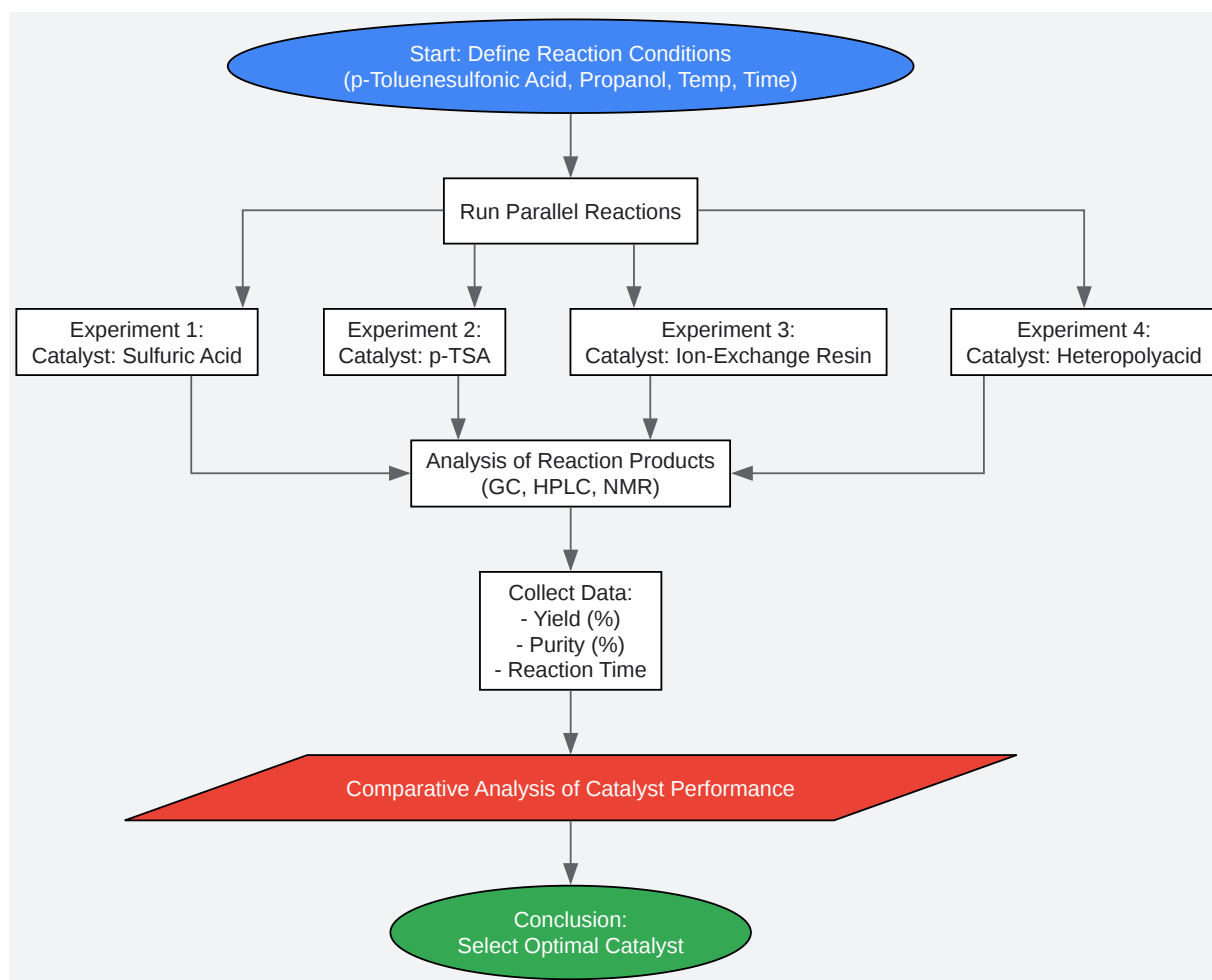 Start: Define Reaction Conditions
(p-Toluenesulfonic Acid, Propanol, Temp, Time)
Run Parallel Reactions
Experiment 1:
Catalyst: Sulfuric Acid
Experiment 2:
Catalyst: p-TSA
Experiment 3:
Catalyst: Ion-Exchange Resin
Experiment 4:
Catalyst: Heteropolyacid
Analysis of Reaction Products
(GC, HPLC, NMR)
Collect Data:
- Yield (%)
- Purity (%)
- Reaction Time
Comparative Analysis of Catalyst Performance
Conclusion:
Select Optimal Catalyst